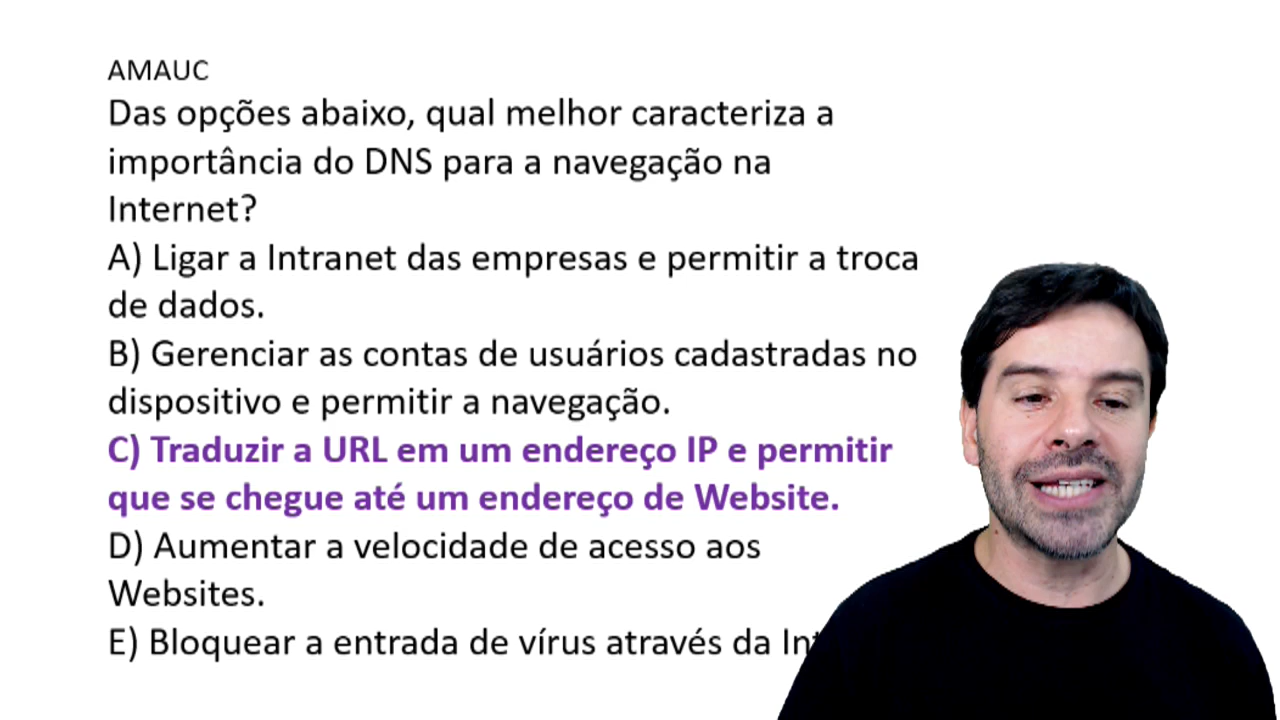 AMAUC
Das opções abaixo, qual melhor caracteriza a
importância do DNS para a navegação na
Internet?
A) Ligar a Intranet das empresas e permitir a troca
de dados.
B) Gerenciar as contas de usuários cadastradas no
dispositivo e permitir a navegação.
C) Traduzir a URL em um endereço IP e permitir
que se chegue até um endereço de Website.
D) Aumentar a velocidade de acesso aos
Websites.
E) Bloquear a entrada de vírus através da